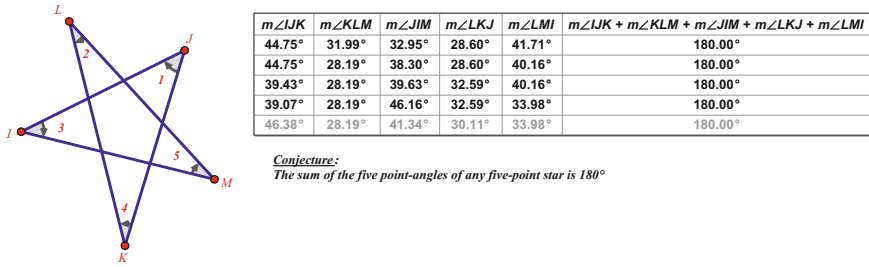 L
J
2
1
I
3
5
M
4
K
m∠IJK m∠KLM m∠JIM m∠LKJ m∠LMI m∠IJK + m∠KLM + m∠JIM + m∠LKJ + m∠LMI
44.75° 31.99° 32.95° 28.60° 41.71° 180.00°
44.75° 28.19° 38.30° 28.60° 40.16° 180.00°
39.43° 28.19° 39.63° 32.59° 40.16° 180.00°
39.07° 28.19° 46.16° 32.59° 33.98° 180.00°
46.38° 28.19° 41.34° 30.11° 33.98° 180.00°
Conjecture:
The sum of the five point-angles of any five-point star is 180°